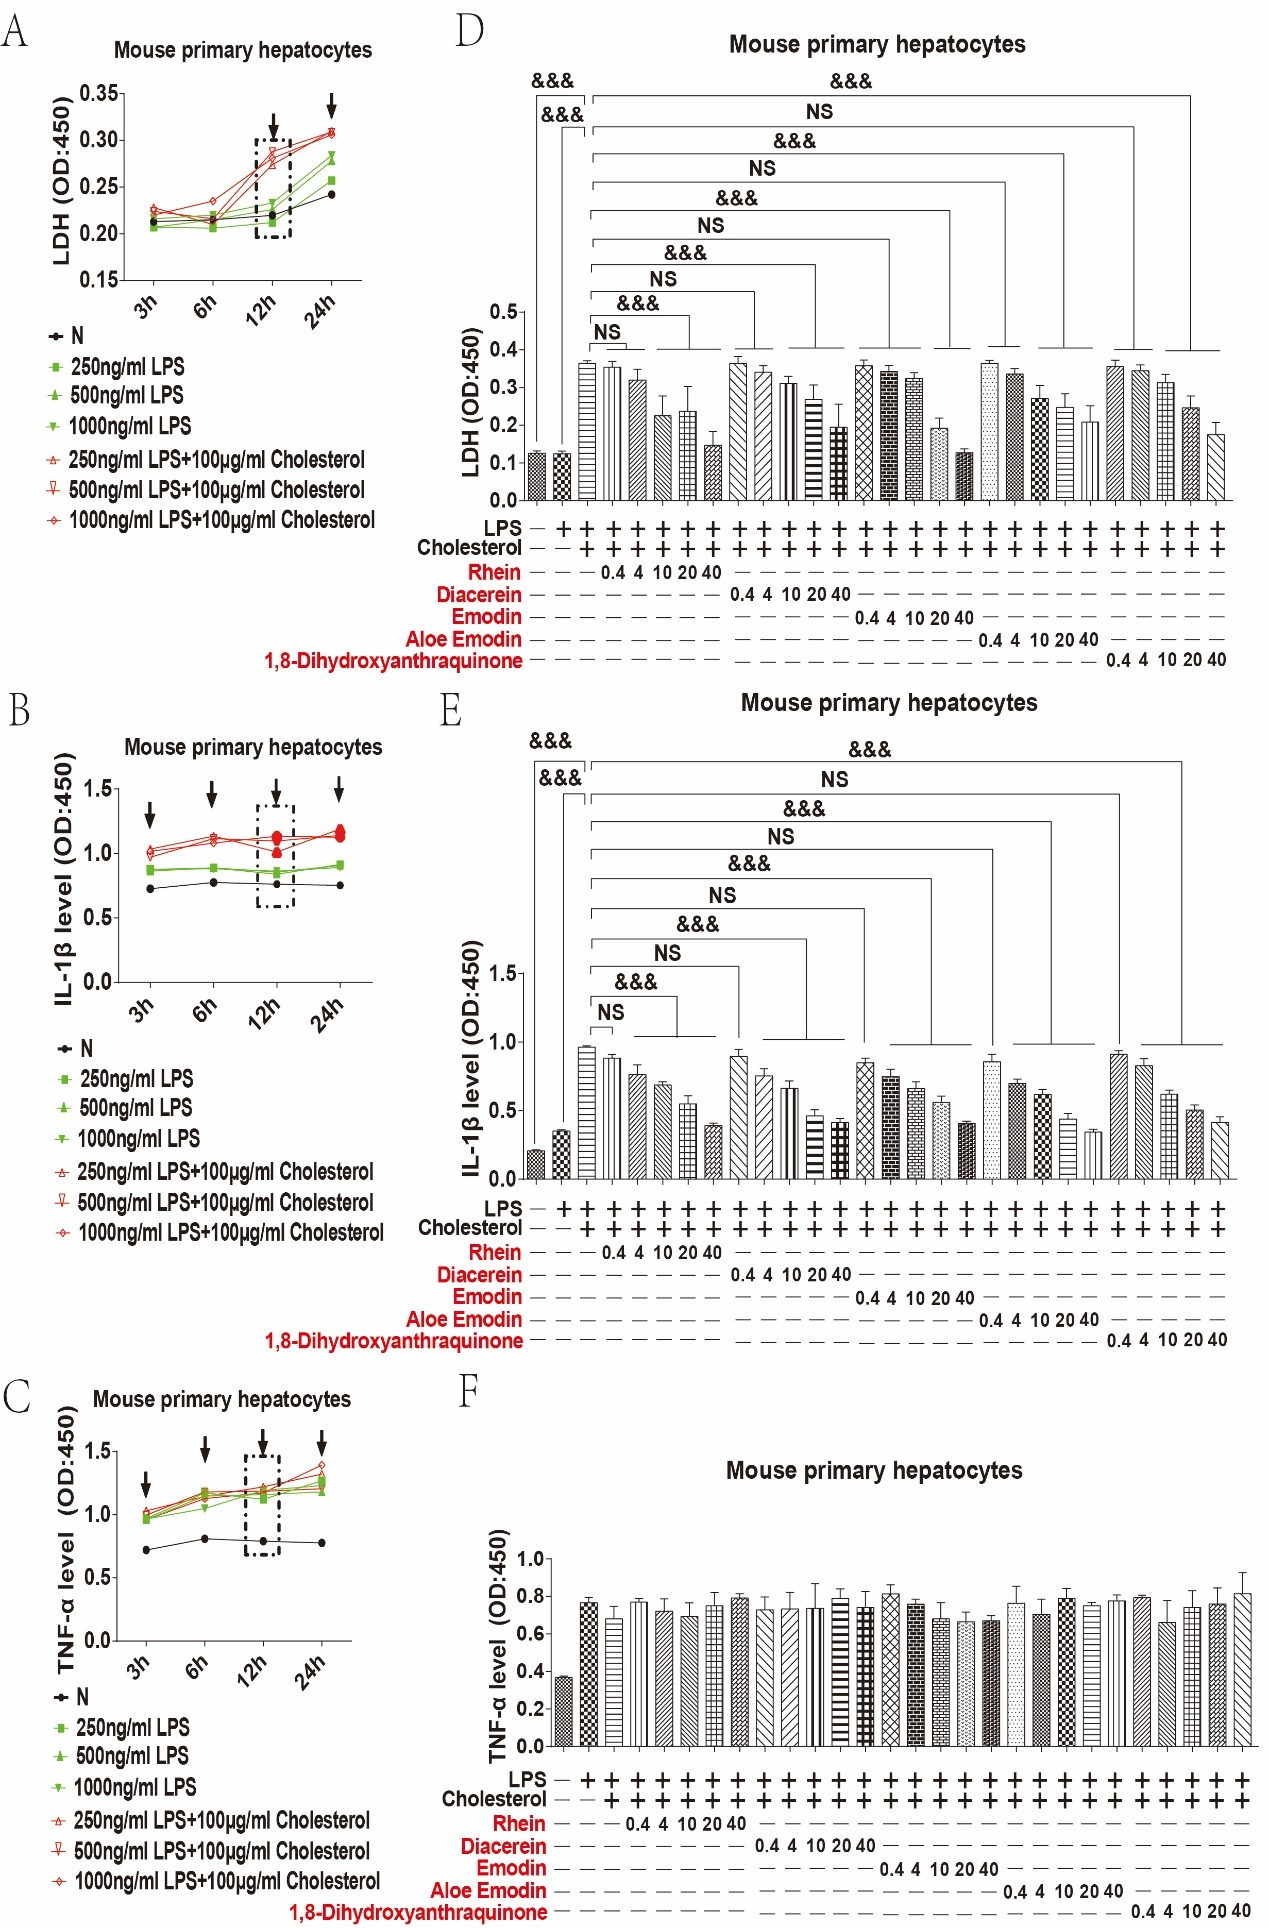 A
Mouse primary hepatocytes
LDH (OD:450)
0.35
0.30
0.25
0.20
0.15
3h 6h 12h 24h
N
250ng/ml LPS
500ng/ml LPS
1000ng/ml LPS
250ng/ml LPS+100µg/ml Cholesterol
500ng/ml LPS+100µg/ml Cholesterol
1000ng/ml LPS+100µg/ml Cholesterol
D
Mouse primary hepatocytes
&&& &&&
&&& NS
&&&
NS
&&&
NS
&&&
NS
&&&
NS
LDH (OD:450)
0.5
0.4
0.3
0.2
0.1
0.0
LPS — + + + + + + + + + + + + + + + + + + + + + + + + + + +
Cholesterol — — + + + + + + + + + + + + + + + + + + + + + + + + + +
Rhein — — — 0.4 4 10 20 40 — — — — — — — — — — — — — — — — — — — —
Diacerein — — — — — — — — 0.4 4 10 20 40 — — — — — — — — — — — — — — —
Emodin — — — — — — — — — — — — — 0.4 4 10 20 40 — — — — — — — — — —
Aloe Emodin — — — — — — — — — — — — — — — — — — 0.4 4 10 20 40 — — — — —
1,8-Dihydroxyanthraquinone — — — — — — — — — — — — — — — — — — — — — — — 0.4 4 10 20 40
B
Mouse primary hepatocytes
IL-1β level (OD:450)
1.5
1.0
0.5
0.0
3h 6h 12h 24h
N
250ng/ml LPS
500ng/ml LPS
1000ng/ml LPS
250ng/ml LPS+100µg/ml Cholesterol
500ng/ml LPS+100µg/ml Cholesterol
1000ng/ml LPS+100µg/ml Cholesterol
E
Mouse primary hepatocytes
&&& &&&
&&& NS
&&&
NS
&&&
NS
&&&
NS
&&&
NS
IL-1β level (OD:450)
1.5
1.0
0.5
0.0
LPS — + + + + + + + + + + + + + + + + + + + + + + + + + + +
Cholesterol — — + + + + + + + + + + + + + + + + + + + + + + + + + +
Rhein — — — 0.4 4 10 20 40 — — — — — — — — — — — — — — — — — — — —
Diacerein — — — — — — — — 0.4 4 10 20 40 — — — — — — — — — — — — — — —
Emodin — — — — — — — — — — — — — 0.4 4 10 20 40 — — — — — — — — — —
Aloe Emodin — — — — — — — — — — — — — — — — — — 0.4 4 10 20 40 — — — — —
1,8-Dihydroxyanthraquinone — — — — — — — — — — — — — — — — — — — — — — — 0.4 4 10 20 40
C
Mouse primary hepatocytes
TNF-α level (OD:450)
1.5
1.0
0.5
0.0
3h 6h 12h 24h
N
250ng/ml LPS
500ng/ml LPS
1000ng/ml LPS
250ng/ml LPS+100µg/ml Cholesterol
500ng/ml LPS+100µg/ml Cholesterol
1000ng/ml LPS+100µg/ml Cholesterol
F
Mouse primary hepatocytes
TNF-α level (OD:450)
1.0
0.8
0.6
0.4
0.2
0.0
LPS — + + + + + + + + + + + + + + + + + + + + + + + + + + +
Cholesterol — — + + + + + + + + + + + + + + + + + + + + + + + + + +
Rhein — — — 0.4 4 10 20 40 — — — — — — — — — — — — — — — — — — — —
Diacerein — — — — — — — — 0.4 4 10 20 40 — — — — — — — — — — — — — — —
Emodin — — — — — — — — — — — — — 0.4 4 10 20 40 — — — — — — — — — —
Aloe Emodin — — — — — — — — — — — — — — — — — — 0.4 4 10 20 40 — — — — —
1,8-Dihydroxyanthraquinone — — — — — — — — — — — — — — — — — — — — — — — 0.4 4 10 20 40